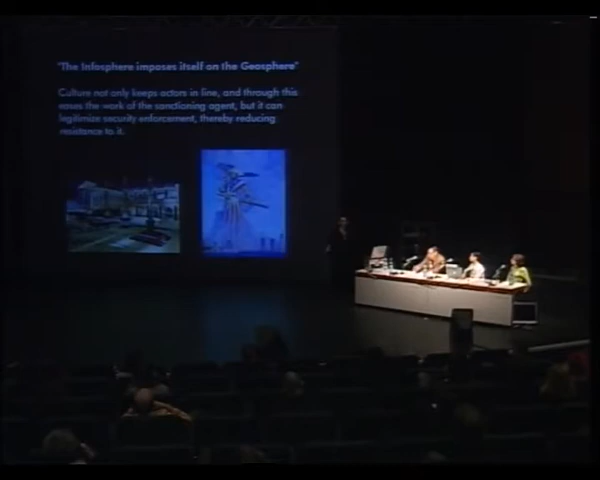 "The Infosphere imposes itself on the Geosphere"
Culture not only keeps actors in line, and through this
eases the work of the sanctioning agent, but it can
legitimize security enforcement, thereby reducing
resistance to it.